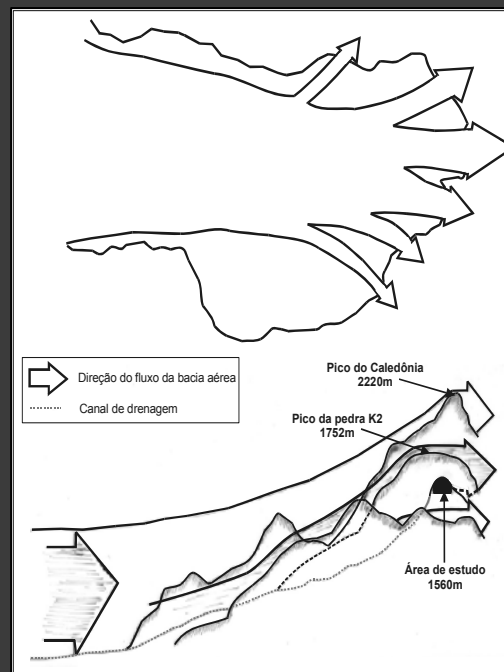 Direção do fluxo da bacia aérea
Canal de drenagem
Pico do Caledônia
2220m
Pico da pedra K2
1752m
Área de estudo
1560m